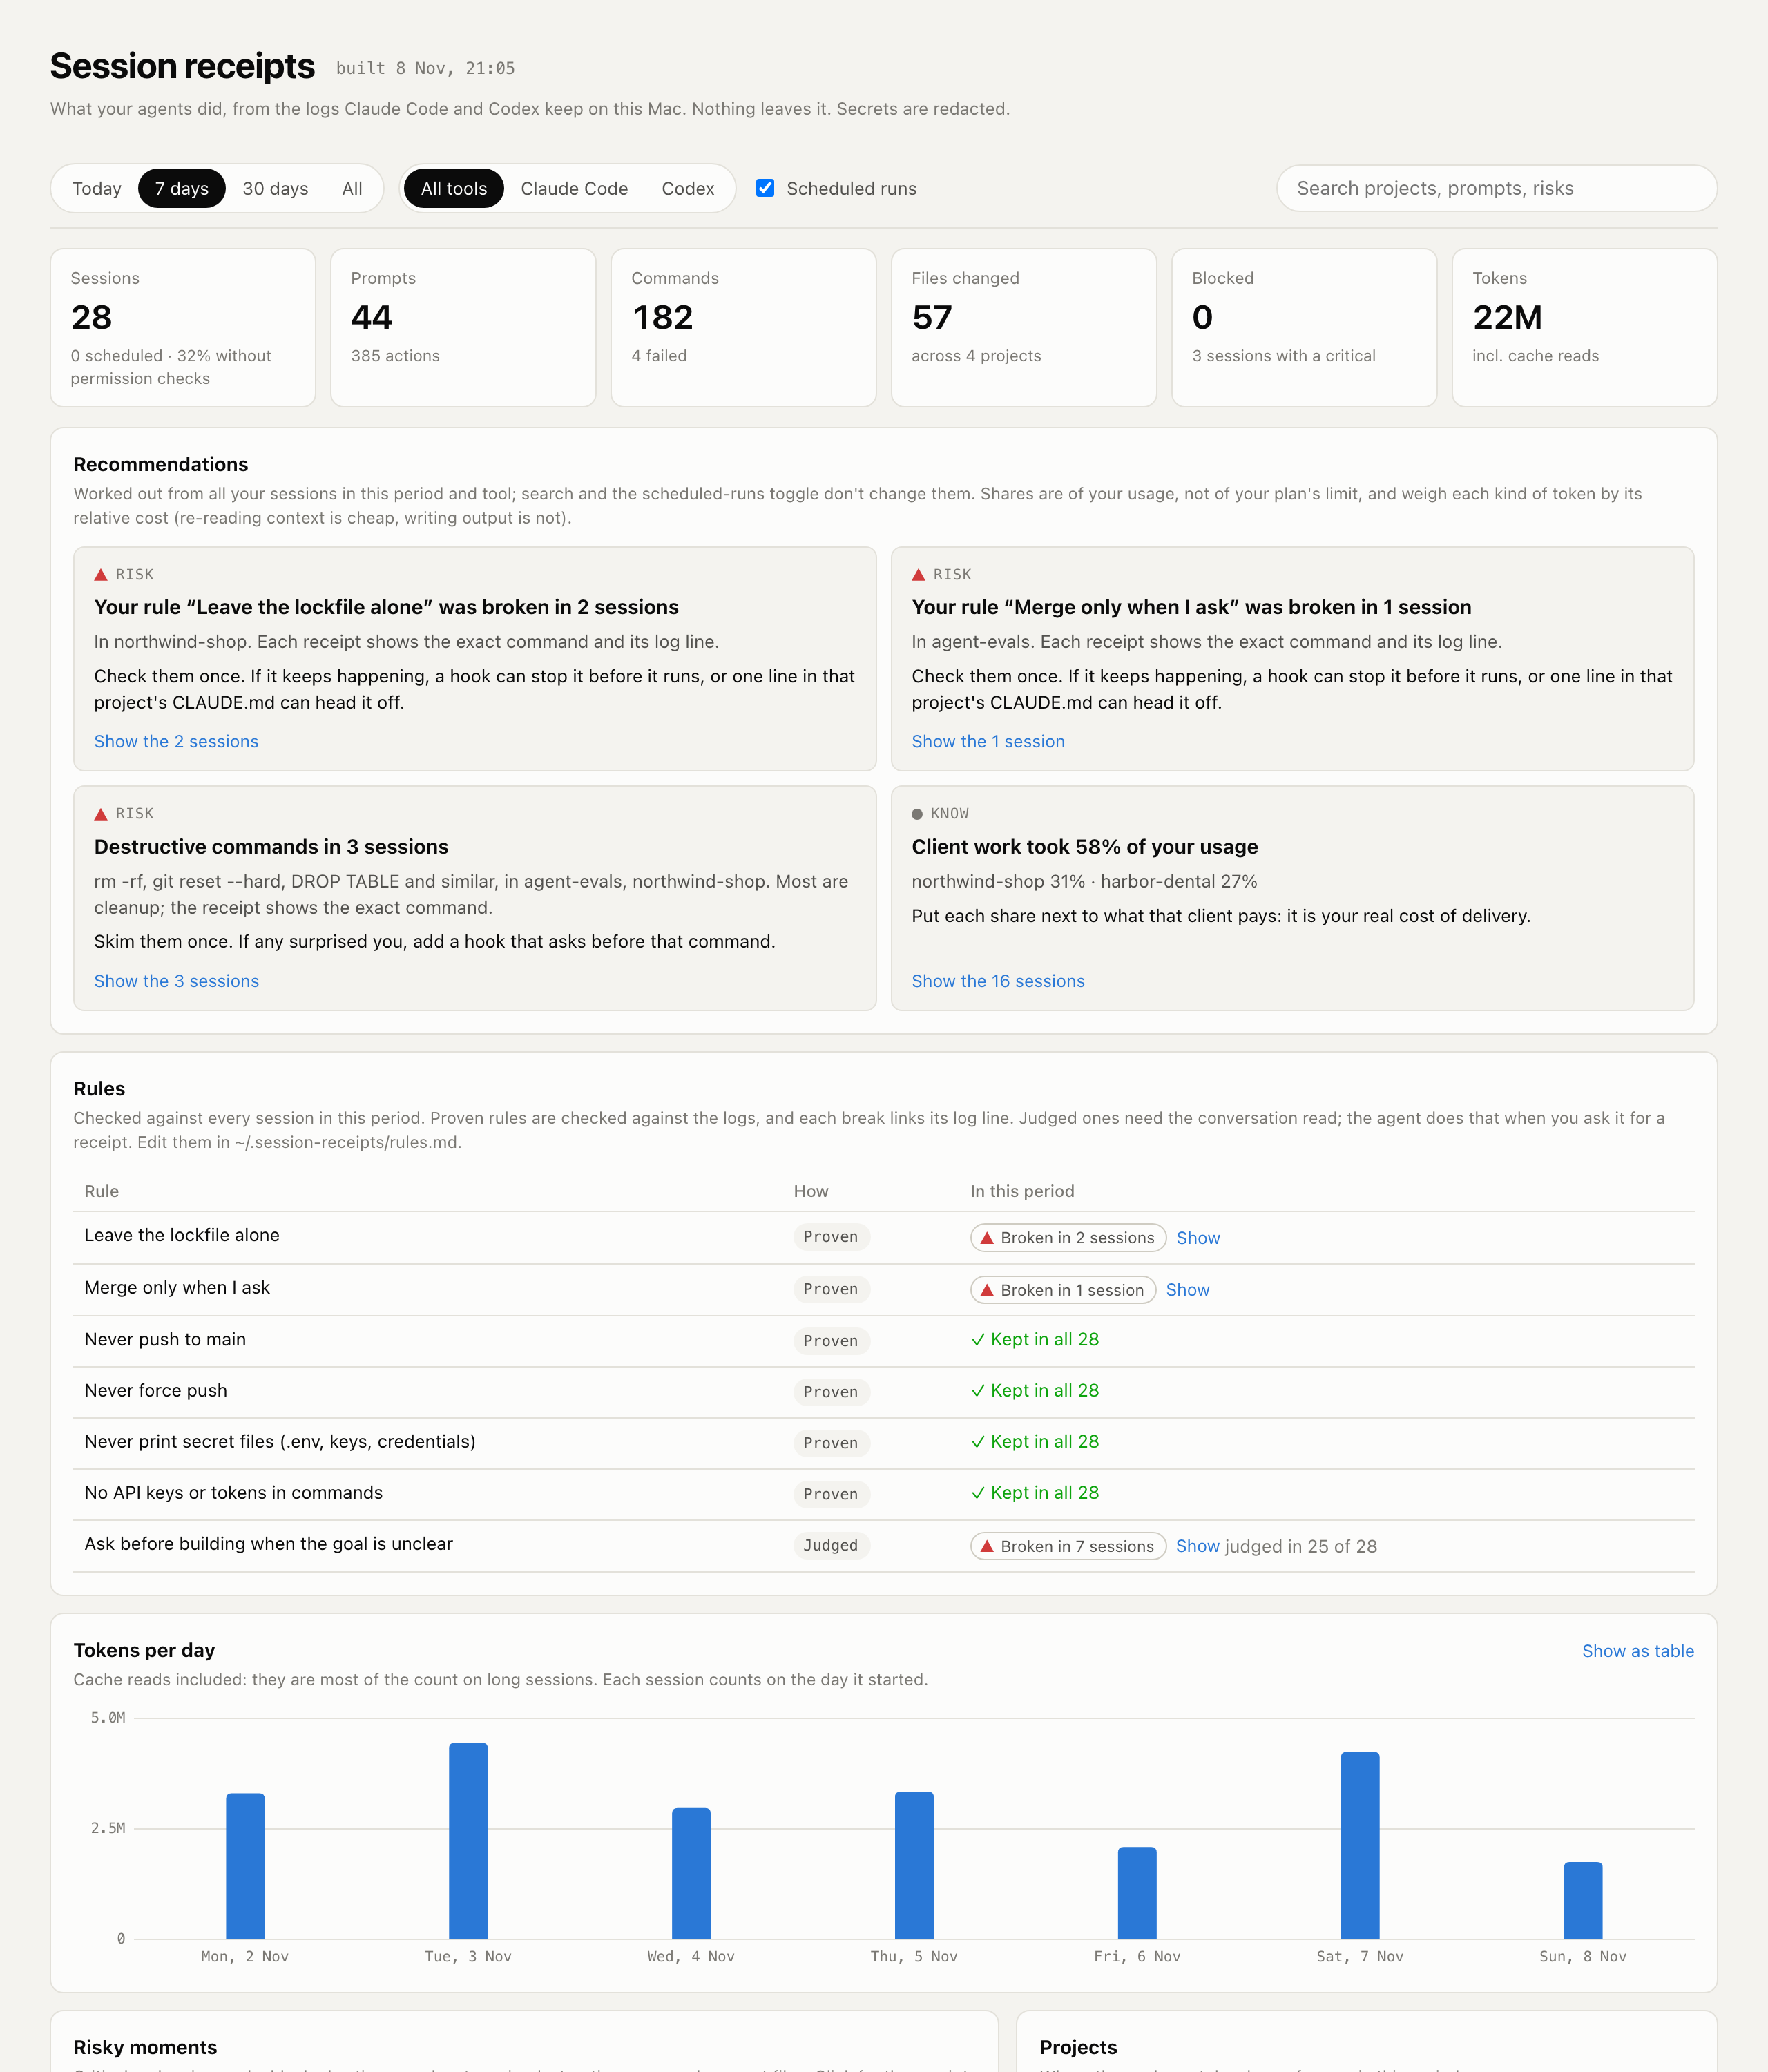 Session receipts built 8 Nov, 21:05
What your agents did, from the logs Claude Code and Codex keep on this Mac. Nothing leaves it. Secrets are redacted.
Today 7 days 30 days All All tools Claude Code Codex Scheduled runs Search projects, prompts, risks
Sessions
28
0 scheduled · 32% without
permission checks
Prompts
44
385 actions
Commands
182
4 failed
Files changed
57
across 4 projects
Blocked
0
3 sessions with a critical
Tokens
22M
incl. cache reads
Recommendations
Worked out from all your sessions in this period and tool; search and the scheduled-runs toggle don't change them. Shares are of your usage, not of your plan's limit, and weigh each kind of token by its
relative cost (re-reading context is cheap, writing output is not).
RISK
Your rule “Leave the lockfile alone” was broken in 2 sessions
In northwind-shop. Each receipt shows the exact command and its log line.
Check them once. If it keeps happening, a hook can stop it before it runs, or one line in that
project's CLAUDE.md can head it off.
Show the 2 sessions
RISK
Your rule “Merge only when I ask” was broken in 1 session
In agent-evals. Each receipt shows the exact command and its log line.
Check them once. If it keeps happening, a hook can stop it before it runs, or one line in that
project's CLAUDE.md can head it off.
Show the 1 session
RISK
Destructive commands in 3 sessions
rm -rf, git reset --hard, DROP TABLE and similar, in agent-evals, northwind-shop. Most are
cleanup; the receipt shows the exact command.
Skim them once. If any surprised you, add a hook that asks before that command.
Show the 3 sessions
KNOW
Client work took 58% of your usage
northwind-shop 31% · harbor-dental 27%
Put each share next to what that client pays: it is your real cost of delivery.
Show the 16 sessions
Rules
Checked against every session in this period. Proven rules are checked against the logs, and each break links its log line. Judged ones need the conversation read; the agent does that when you ask it for a
receipt. Edit them in ~/.session-receipts/rules.md.
Rule How In this period
Leave the lockfile alone Proven Broken in 2 sessions Show
Merge only when I ask Proven Broken in 1 session Show
Never push to main Proven ✓ Kept in all 28
Never force push Proven ✓ Kept in all 28
Never print secret files (.env, keys, credentials) Proven ✓ Kept in all 28
No API keys or tokens in commands Proven ✓ Kept in all 28
Ask before building when the goal is unclear Judged Broken in 7 sessions Show judged in 25 of 28
Tokens per day Show as table
Cache reads included: they are most of the count on long sessions. Each session counts on the day it started.
5.0M
2.5M
0
Mon, 2 Nov Tue, 3 Nov Wed, 4 Nov Thu, 5 Nov Fri, 6 Nov Sat, 7 Nov Sun, 8 Nov
Risky moments
Projects